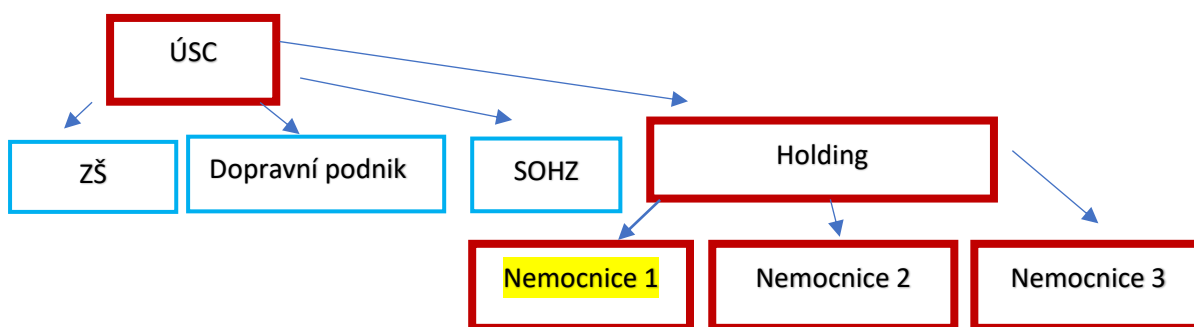 ÚSC
ZŠ
Dopravní podnik
SOHZ
Holding
Nemocnice 1
Nemocnice 2
Nemocnice 3